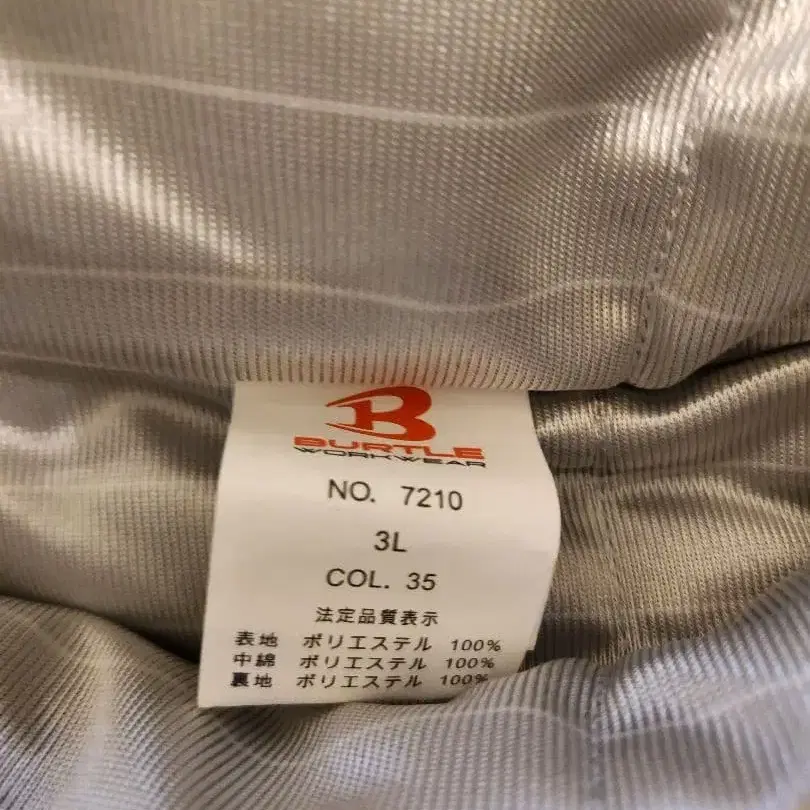 B
BURTLE
WORKWEAR
NO. 7210
3L
COL. 35
法定品質表示
表地 ポリエステル 100%
中綿 ポリエステル 100%
裏地 ポリエステル 100%